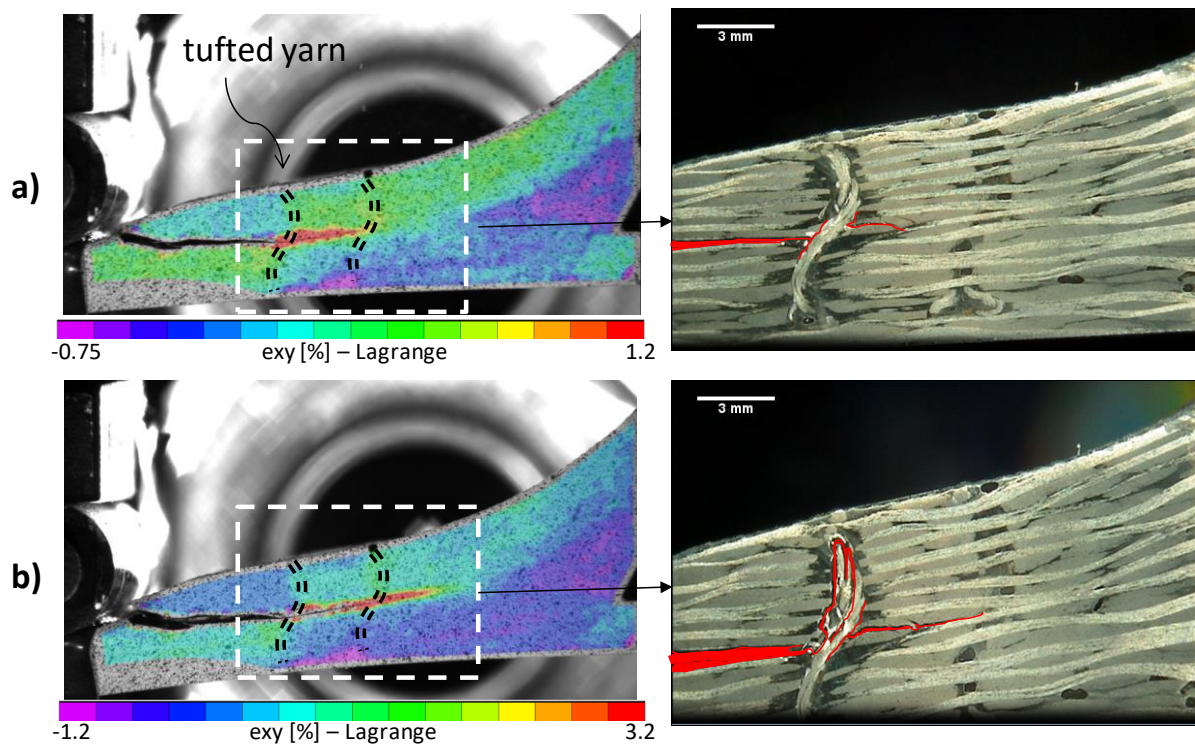 tufted yarn
a)
3 mm
-0.75
1.2
exy [%] – Lagrange
b)
3 mm
-1.2
3.2
exy [%] – Lagrange